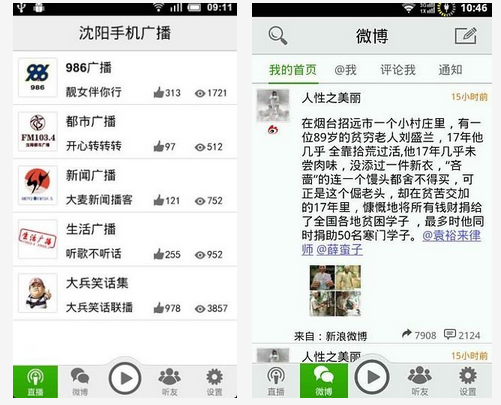 09:11
沈阳手机广播
986
986广播
靓女伴你行
313
1721
FM103.4
都市广播
开心转转转
97
512
新闻广播
大麦新闻播客
121
752
生活广播
生活广播
听歌不听话
255
952
大兵笑话集
大兵笑话联播
978
3857
直播
微博
听友
设置
3G
10:46
微博
我的首页
@我
评论我
通知
人性之美丽
15小时前
在烟台招远市一个小村庄里，有一
位89岁的贫穷老人刘盛兰，17年他
几乎 全靠拾荒过活,他17年几乎未
尝肉味，没添过一件新衣，“吝
啬”的连一个馒头都舍不得买，可
正是这个倔老头，却在贫苦交加
的17年里，慷慨地将所有钱财捐给
了全国各地贫困学子 ，最多时他同
时捐助50名寒门学子。@袁裕来律
师 @薛蛮子
来自：新浪微博
7908
2124
人性之美丽
15小时前
直播
微博
听友
设置